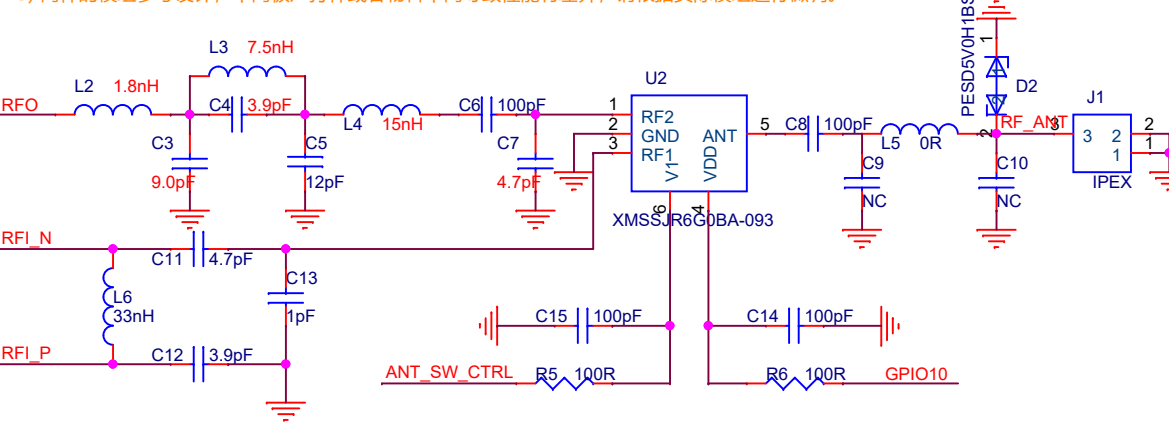 L3 7.5nH
L2 1.8nH
RFO
C4 3.9pF
L4 15nH
C6 100pF
C3
9.0pF
C5
12pF
C7
4.7pF
U2
1
2
3
RF2
GND
RF1
ANT
V1
VDD
5
6
4
XMSSJR6G0BA-093
C8 100pF
L5 0R
C9
NC
C10
NC
PESD5V0H1BS
1
2
D2
RF_ANT
J1
3
3 2
1
2
1
IPEX
RFI_N
C11 4.7pF
L6
33nH
C13
1pF
RFI_P
C12 3.9pF
C15 100pF
C14 100pF
ANT_SW_CTRL
R5 100R
R6 100R
GPIO10